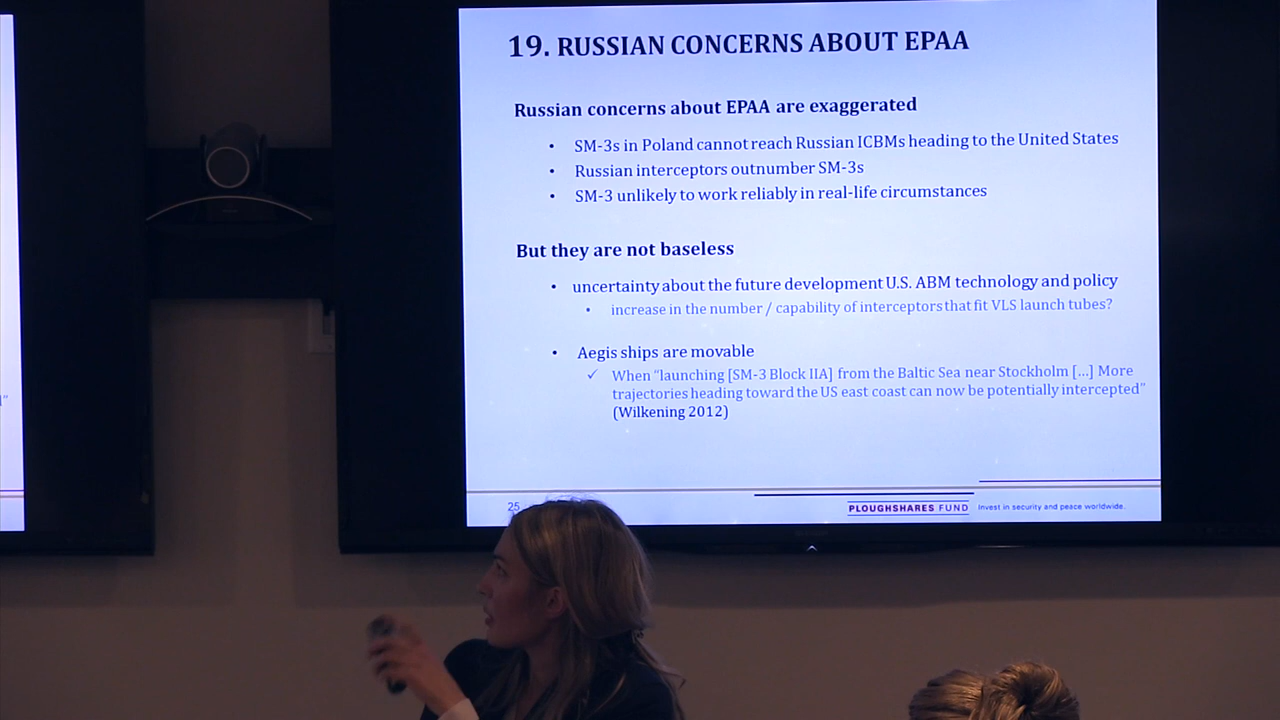 19. RUSSIAN CONCERNS ABOUT EPAA
Russian concerns about EPAA are exaggerated
• SM-3s in Poland cannot reach Russian ICBMs heading to the United States
• Russian interceptors outnumber SM-3s
• SM-3 unlikely to work reliably in real-life circumstances
But they are not baseless
• uncertainty about the future development U.S. ABM technology and policy
• increase in the number / capability of interceptors that fit VLS launch tubes?
• Aegis ships are movable
✓ When “launching [SM-3 Block IIA] from the Baltic Sea near Stockholm [...] More
trajectories heading toward the US east coast can now be potentially intercepted”
(Wilkening 2012)
25
PLOUGHSHARES FUND Invest in security and peace worldwide.